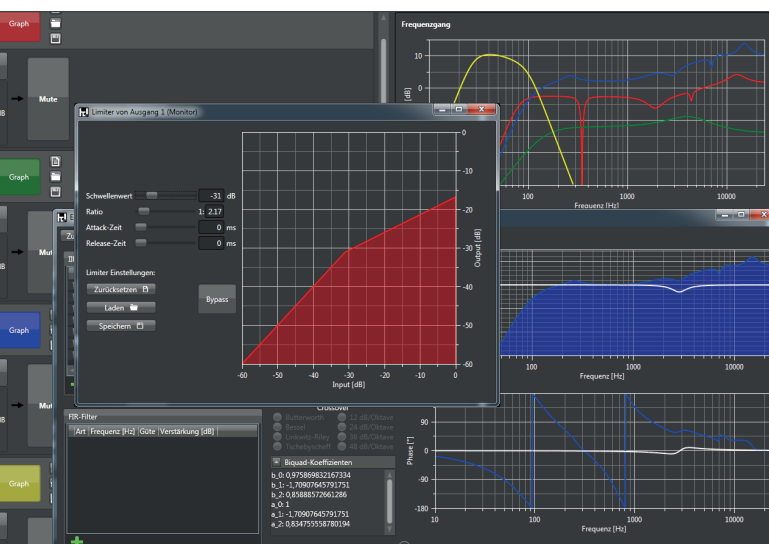 Graph
Mute
dB
Frequenzgang
10
0
[dB]
100
1000
10000
Frequenz [Hz]
Limiter von Ausgang 1 (Monitor)
Schwellenwert
-31
dB
Ratio
1:
2.17
Attack-Zeit
0
ms
Release-Zeit
0
ms
Limiter Einstellungen:
Zurücksetzen
Laden
Speichern
Bypass
0
-10
-20
-30
-40
-50
-60
Output [dB]
-60
-50
-40
-30
-20
-10
0
Input [dB]
Graph
Graph
Graph
100
1000
10000
Frequenz [Hz]
FIR-Filter
Art
Frequenz [Hz]
Güte
Verstärkung [dB]
Crossover
Butterworth
12 dB/Oktave
Bessel
24 dB/Oktave
Linkwitz-Riley
36 dB/Oktave
Tschebyscheff
48 dB/Oktave
Biquad-Koeffizienten
b_0: 0,975869832167334
b_1: -1,70907645791751
b_2: 0,85888572661286
a_0: 1
a_1: -1,70907645791751
a_2: 0,834755558780194
90
0
-90
-180
Phase [°]
10
100
1000
10000
Frequenz [Hz]